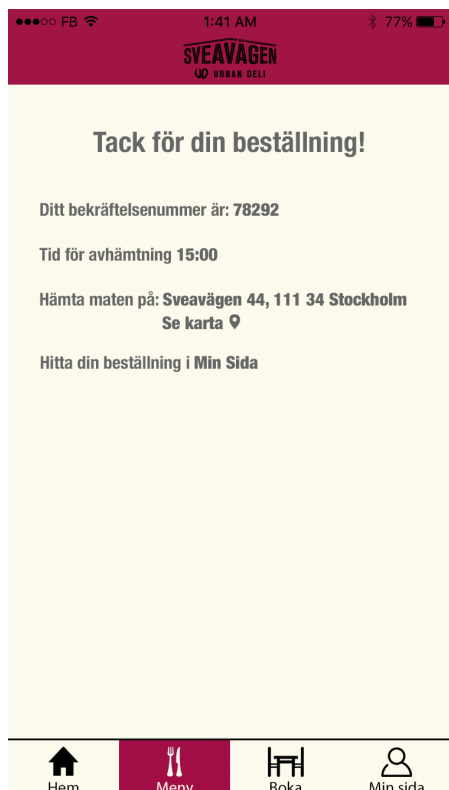 FB 1:41 AM 77%
SVEAVÄGEN
UD URBAN DELI
Tack för din beställning!
Ditt bekräftelsenummer är: 78292
Tid för avhämtning 15:00
Hämta maten på: Sveavägen 44, 111 34 Stockholm
Se karta
Hitta din beställning i Min Sida
Hem Meny Boka Min sida